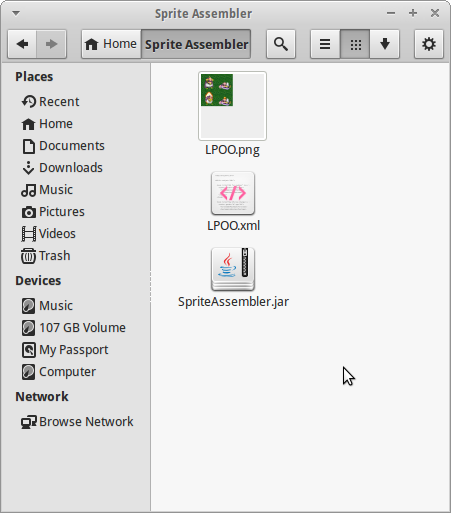 Sprite Assembler
Home
Sprite Assembler
Places
Recent
Home
Documents
Downloads
Music
Pictures
Videos
Trash
Devices
Music
107 GB Volume
My Passport
Computer
Network
Browse Network
LPOO.png
</>
LPOO.xml
SpriteAssembler.jar